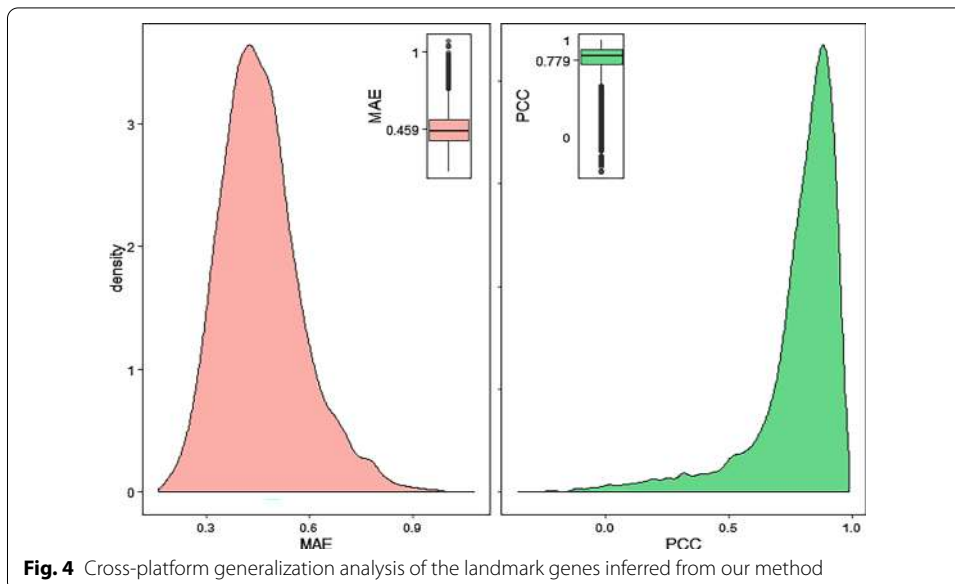 density
3
2
1
0
0.3
0.6
0.9
MAE
MAE
1
0.459
PCC
1
0.779
0
0.0
0.5
1.0
PCC
Fig. 4 Cross-platform generalization analysis of the landmark genes inferred from our method